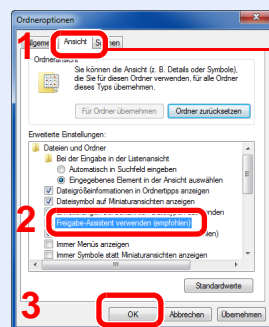 Ordneroptionen
1
Ansicht
Ordneransicht
Sie können die Ansicht (z. B. Details oder Symbole),
die Sie für diesen Ordner verwenden, für alle Ordner
dieses Typs übernehmen.
Für Ordner übernehmen
Ordner zurücksetzen
Erweiterte Einstellungen:
Dateien und Ordner
Bei der Eingabe in der Listenansicht
Automatisch in Suchfeld eingeben
Eingegebenes Element in der Ansicht auswählen
Dateigrößeinformationen in Ordnertipps anzeigen
Dateisymbol auf Miniaturansichten anzeigen
2
Freigabe-Assistent verwenden (empfohlen)
Immer Menüs anzeigen
Immer Symbole statt Miniaturansichten anzeigen
Standardwerte
3
OK
Abbrechen
Übernehmen